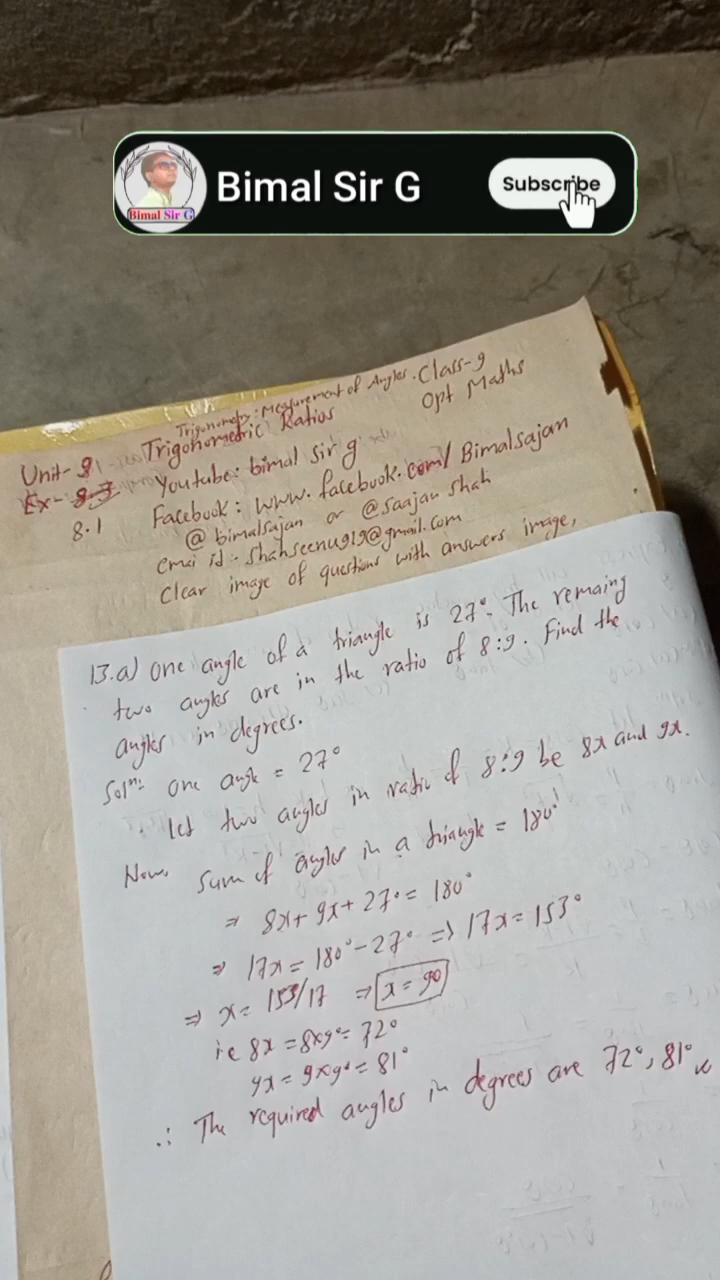 Bimal Sir G
Subscribe
Bimal Sir G
Trigonometry: Measurement of Angles. Class-9
Unit-8 Trigonometric Ratios Opt Maths
Ex-
8.1
Youtube: bimal sir g
Facebook: www.facebook.com/Bimalsajan
@bimalsajan or @saajan shah
emai id:- shahseenu919@gmail.com
Clear image of questions with answers image,
13.a) one angle of a triangle is 27°. The remaing
two angles are in the ratio of 8:9. Find the
angles in degrees.
Solⁿ: one angle = 27°
let two angles in ratio of 8:9 be 8x and 9x.
Now, sum of angles in a triangle = 180°
⇒ 8x+9x+27° = 180°
⇒ 17x = 180°-27° ⇒ 17x = 153°
⇒ x = 153/17 ⇒ x = 9°
ie 8x = 8x9° = 72°
9x = 9x9° = 81°
∴ The required angles in degrees are 72°, 81°